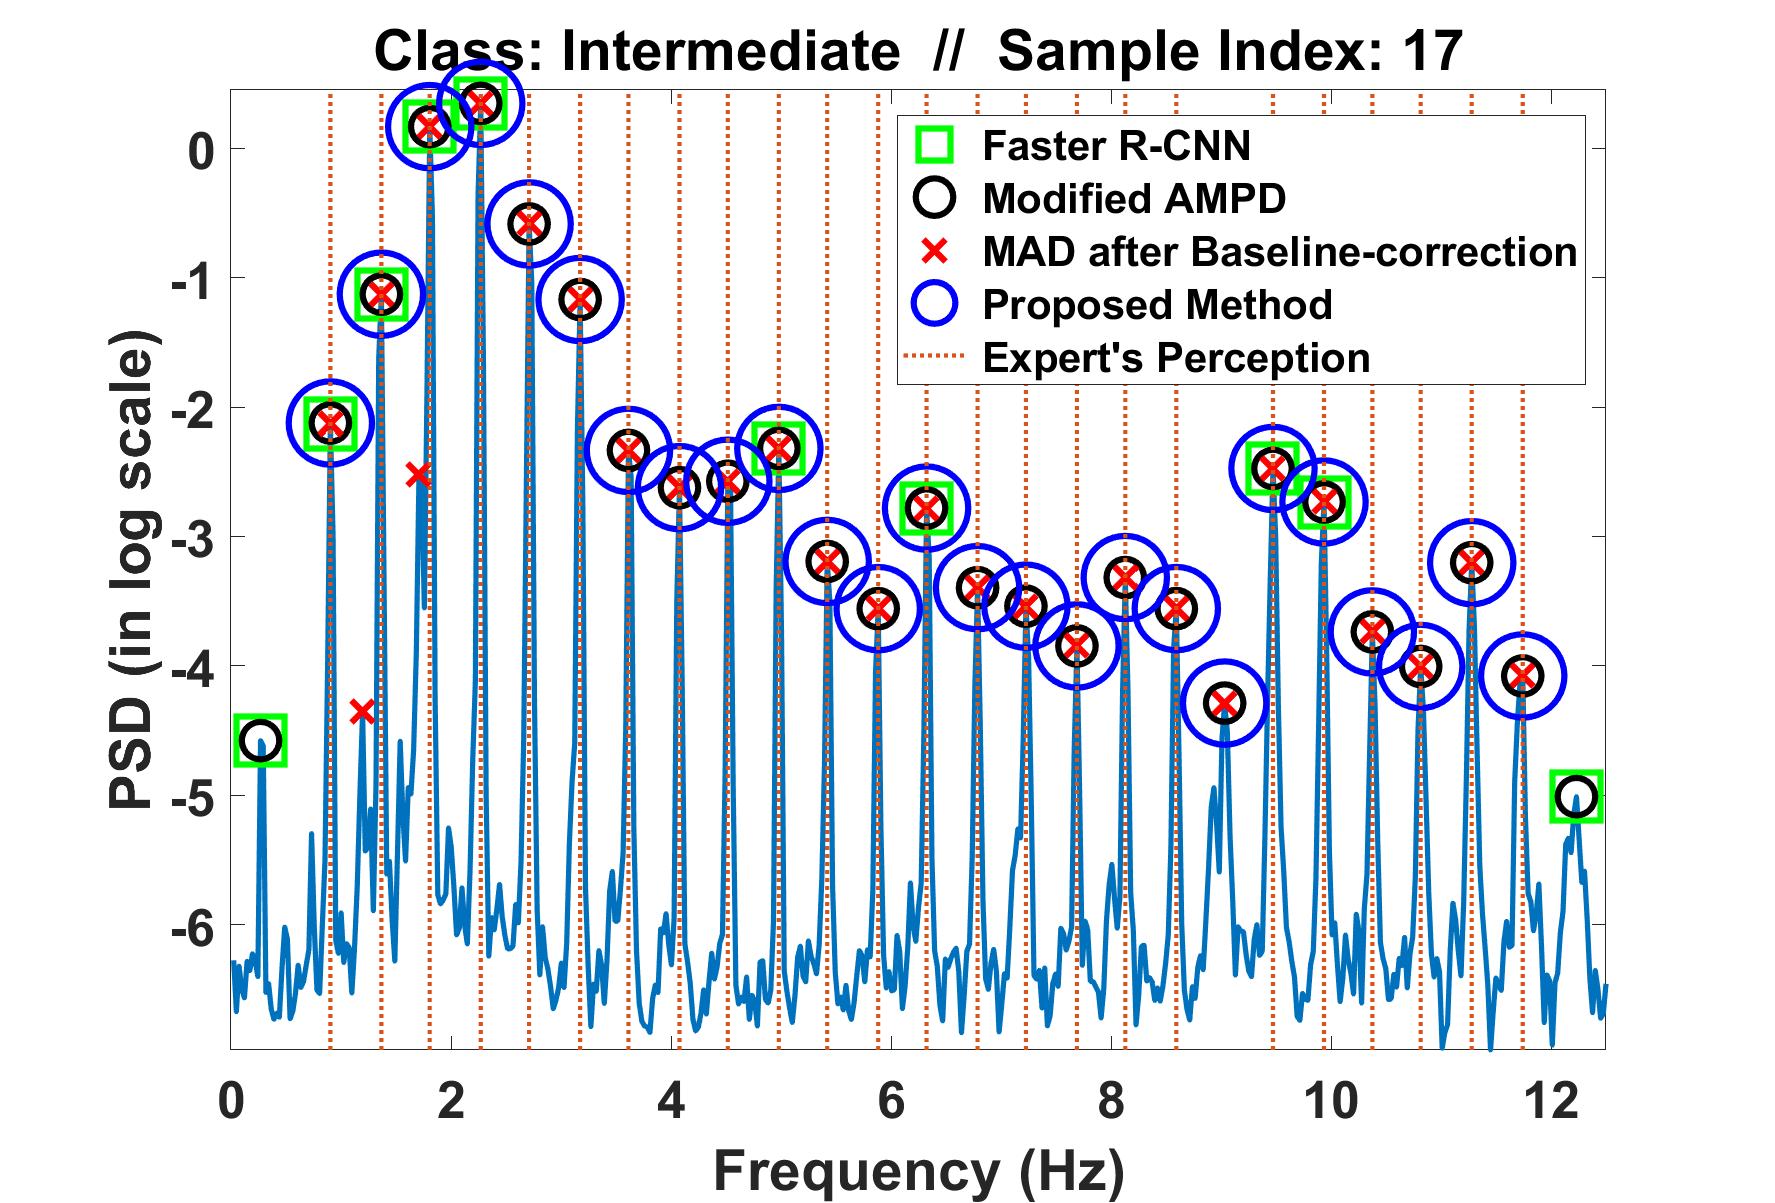 Class: Intermediate // Sample Index: 17
Faster R-CNN
Modified AMPD
MAD after Baseline-correction
Proposed Method
Expert's Perception
PSD (in log scale)
0
-1
-2
-3
-4
-5
-6
0 2 4 6 8 10 12
Frequency (Hz)